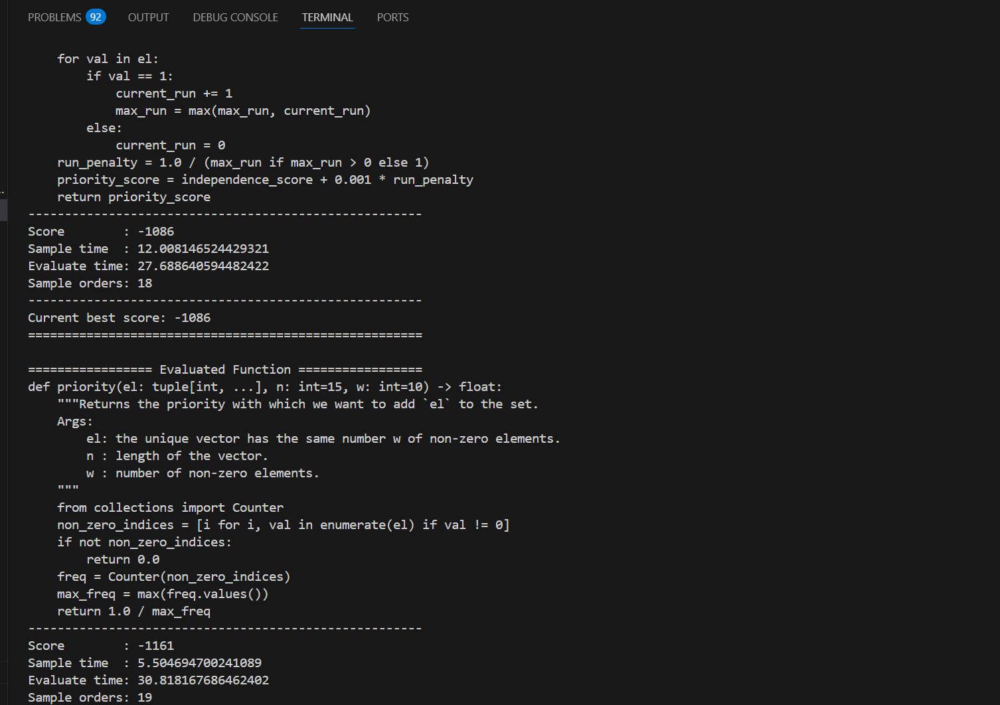 PROBLEMS 92 OUTPUT DEBUG CONSOLE TERMINAL PORTS
    for val in el:
        if val == 1:
            current_run += 1
            max_run = max(max_run, current_run)
        else:
            current_run = 0
    run_penalty = 1.0 / (max_run if max_run > 0 else 1)
    priority_score = independence_score + 0.001 * run_penalty
    return priority_score
------------------------------------------------------
Score        : -1086
Sample time  : 12.008146524429321
Evaluate time: 27.688640594482422
Sample orders: 18
------------------------------------------------------
Current best score: -1086
======================================================
================= Evaluated Function =================
def priority(el: tuple[int, ...], n: int=15, w: int=10) -> float:
    """Returns the priority with which we want to add `el` to the set.
    Args:
        el: the unique vector has the same number w of non-zero elements.
        n : length of the vector.
        w : number of non-zero elements.
    """
    from collections import Counter
    non_zero_indices = [i for i, val in enumerate(el) if val != 0]
    if not non_zero_indices:
        return 0.0
    freq = Counter(non_zero_indices)
    max_freq = max(freq.values())
    return 1.0 / max_freq
------------------------------------------------------
Score        : -1161
Sample time  : 5.504694700241089
Evaluate time: 30.818167686462402
Sample orders: 19